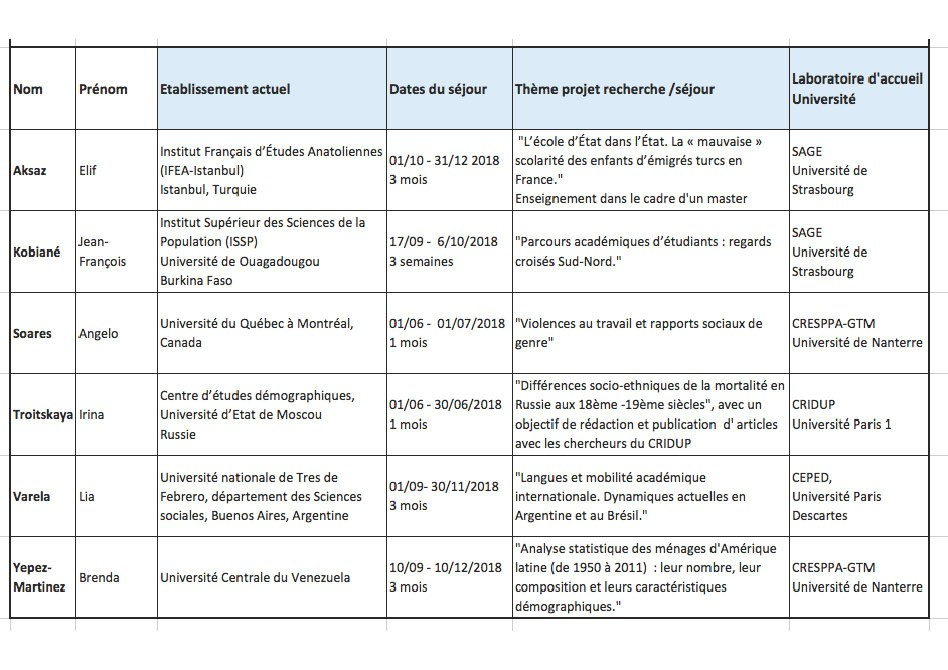 Nom
Prénom
Etablissement actuel
Dates du séjour
Thème projet recherche /séjour
Laboratoire d'accueil
Université
Aksaz
Elif
Institut Français d’Études Anatoliennes
(IFEA-Istanbul)
Istanbul, Turquie
01/10 - 31/12 2018
3 mois
"L’école d’État dans l’État. La « mauvaise »
scolarité des enfants d’émigrés turcs en
France."
Enseignement dans le cadre d'un master
SAGE
Université de
Strasbourg
Kobiané
Jean-
François
Institut Supérieur des Sciences de la
Population (ISSP)
Université de Ouagadougou
Burkina Faso
17/09 - 6/10/2018
3 semaines
"Parcours académiques d’étudiants : regards
croisés Sud-Nord."
SAGE
Université de
Strasbourg
Soares
Angelo
Université du Québec à Montréal,
Canada
01/06 - 01/07/2018
1 mois
"Violences au travail et rapports sociaux de
genre"
CRESPPA-GTM
Université de Nanterre
Troitskaya
Irina
Centre d’études démographiques,
Université d’Etat de Moscou
Russie
01/06 - 30/06/2018
1 mois
"Différences socio-ethniques de la mortalité en
Russie aux 18ème -19ème siècles", avec un
objectif de rédaction et publication d' articles
avec les chercheurs du CRIDUP
CRIDUP
Université Paris 1
Varela
Lia
Université nationale de Tres de
Febrero, département des Sciences
sociales, Buenos Aires, Argentine
01/09- 30/11/2018
3 mois
"Langues et mobilité académique
internationale. Dynamiques actuelles en
Argentine et au Brésil."
CEPED,
Université Paris
Descartes
Yepez-
Martinez
Brenda
Université Centrale du Venezuela
10/09 - 10/12/2018
3 mois
"Analyse statistique des ménages d'Amérique
latine (de 1950 à 2011) : leur nombre, leur
composition et leurs caractéristiques
démographiques."
CRESPPA-GTM
Université de Nanterre